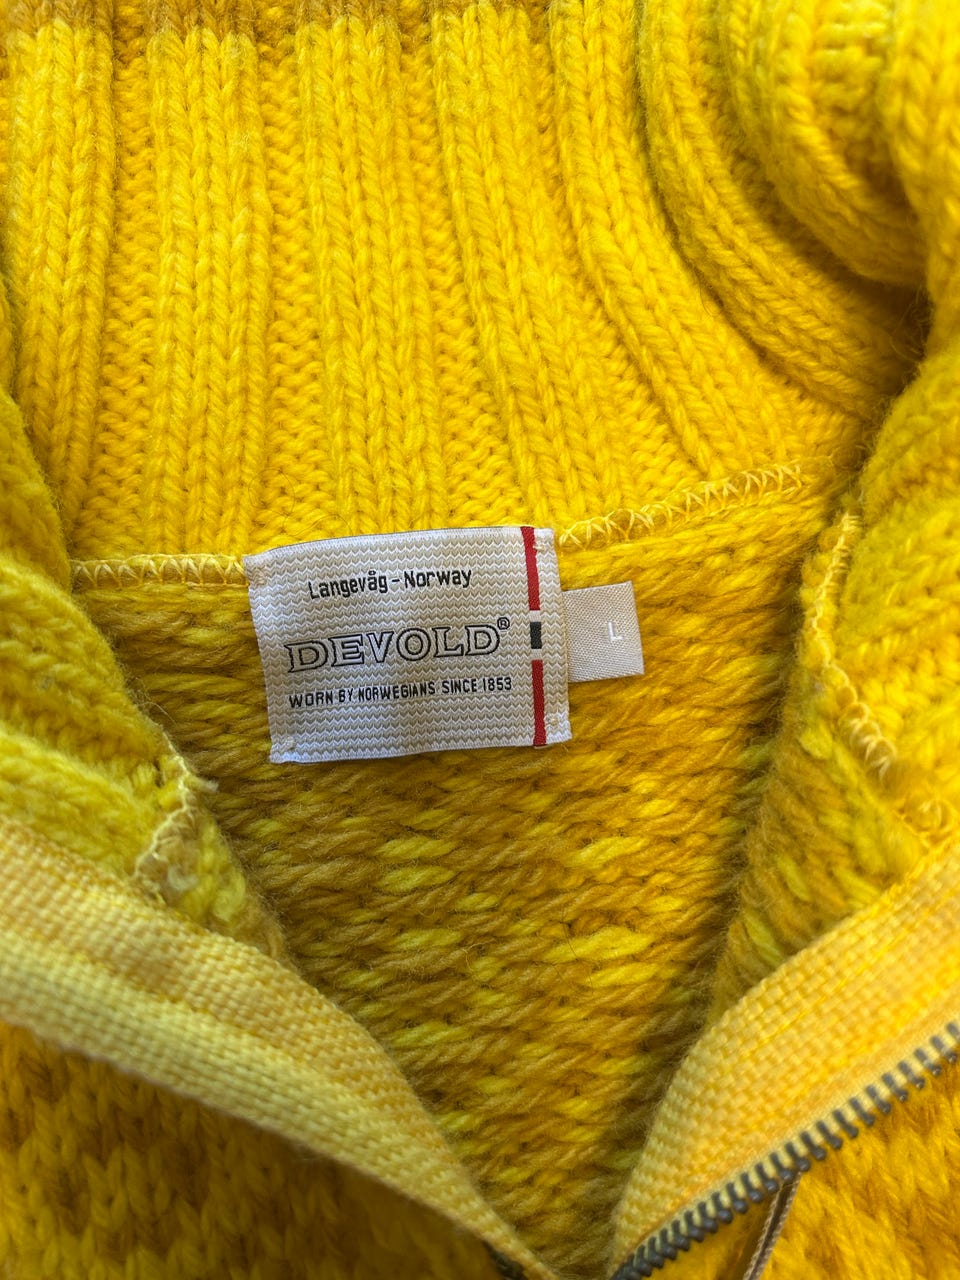 Langevåg - Norway
DEVOLD®
WORN BY NORWEGIANS SINCE 1853
L